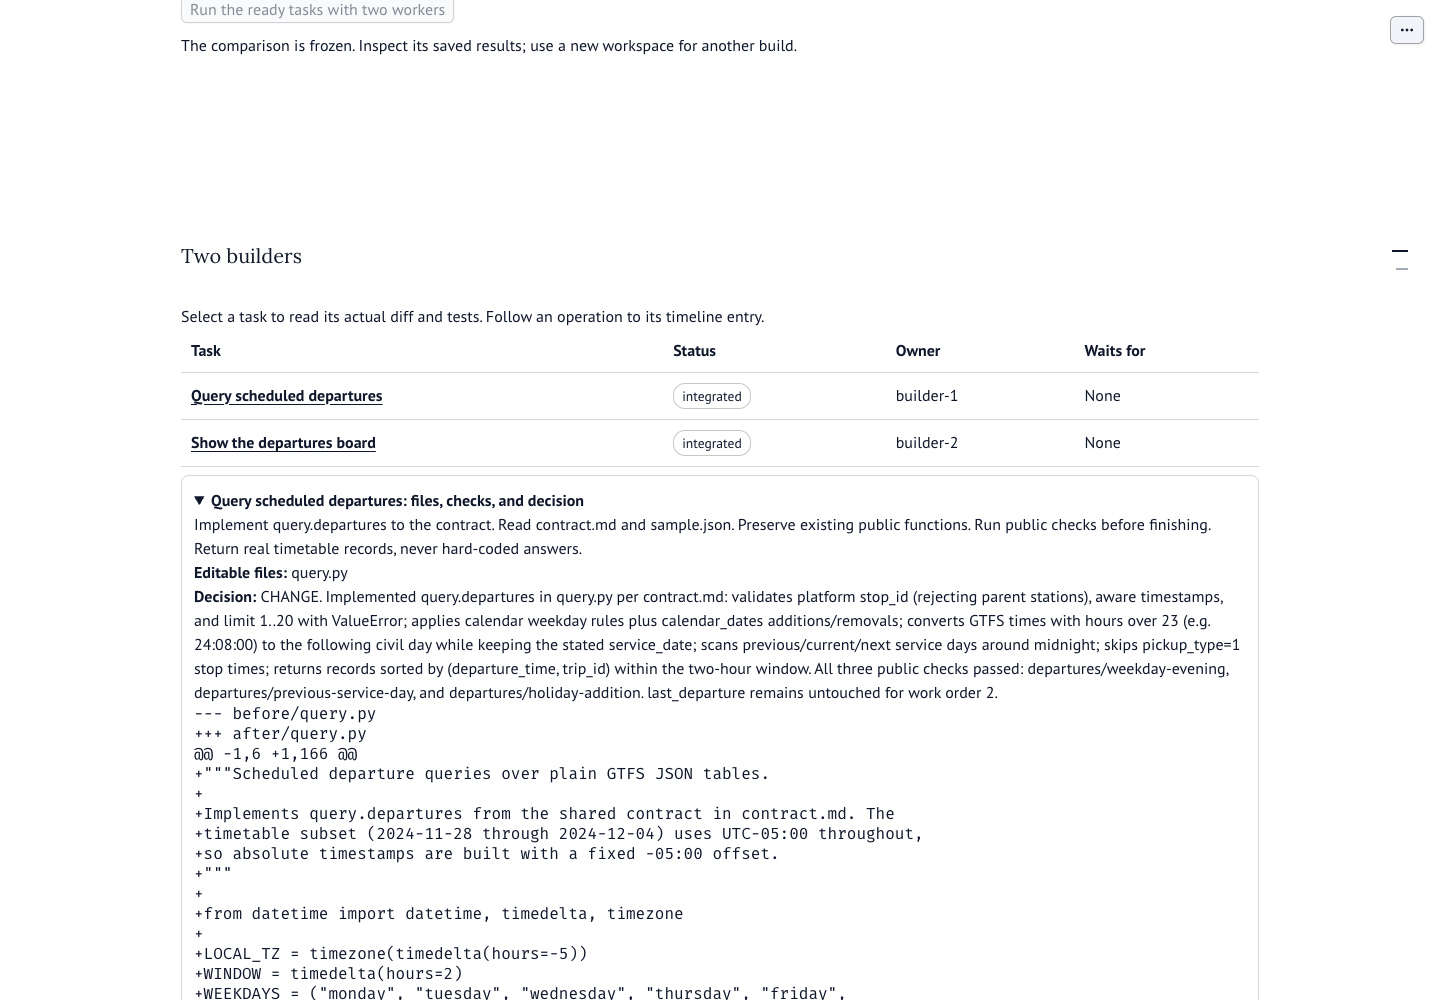 Run the ready tasks with two workers
The comparison is frozen. Inspect its saved results; use a new workspace for another build.
Two builders
Select a task to read its actual diff and tests. Follow an operation to its timeline entry.
Task Status Owner Waits for
Query scheduled departures integrated builder-1 None
Show the departures board integrated builder-2 None
▼ Query scheduled departures: files, checks, and decision
Implement query.departures to the contract. Read contract.md and sample.json. Preserve existing public functions. Run public checks before finishing.
Return real timetable records, never hard-coded answers.
Editable files: query.py
Decision: CHANGE. Implemented query.departures in query.py per contract.md: validates platform stop_id (rejecting parent stations), aware timestamps,
and limit 1..20 with ValueError; applies calendar weekday rules plus calendar_dates additions/removals; converts GTFS times with hours over 23 (e.g.
24:08:00) to the following civil day while keeping the stated service_date; scans previous/current/next service days around midnight; skips pickup_type=1
stop times; returns records sorted by (departure_time, trip_id) within the two-hour window. All three public checks passed: departures/weekday-evening,
departures/previous-service-day, and departures/holiday-addition. last_departure remains untouched for work order 2.
--- before/query.py
+++ after/query.py
@@ -1,6 +1,166 @@
+"""Scheduled departure queries over plain GTFS JSON tables.
+
+Implements query.departures from the shared contract in contract.md. The
+timetable subset (2024-11-28 through 2024-12-04) uses UTC-05:00 throughout,
+so absolute timestamps are built with a fixed -05:00 offset.
+"""
+
+from datetime import datetime, timedelta, timezone
+
+LOCAL_TZ = timezone(timedelta(hours=-5))
+WINDOW = timedelta(hours=2)
+WEEKDAYS = ("monday", "tuesday", "wednesday", "thursday", "friday",